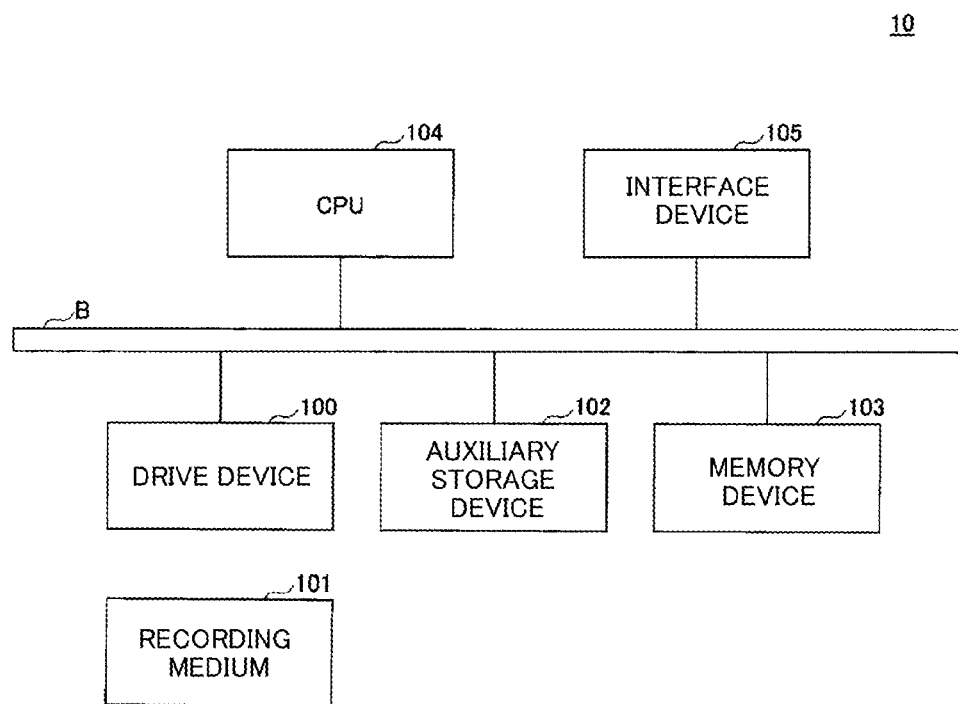 10
104
CPU
105
INTERFACE
DEVICE
B
100
DRIVE DEVICE
102
AUXILIARY
STORAGE
DEVICE
103
MEMORY
DEVICE
101
RECORDING
MEDIUM